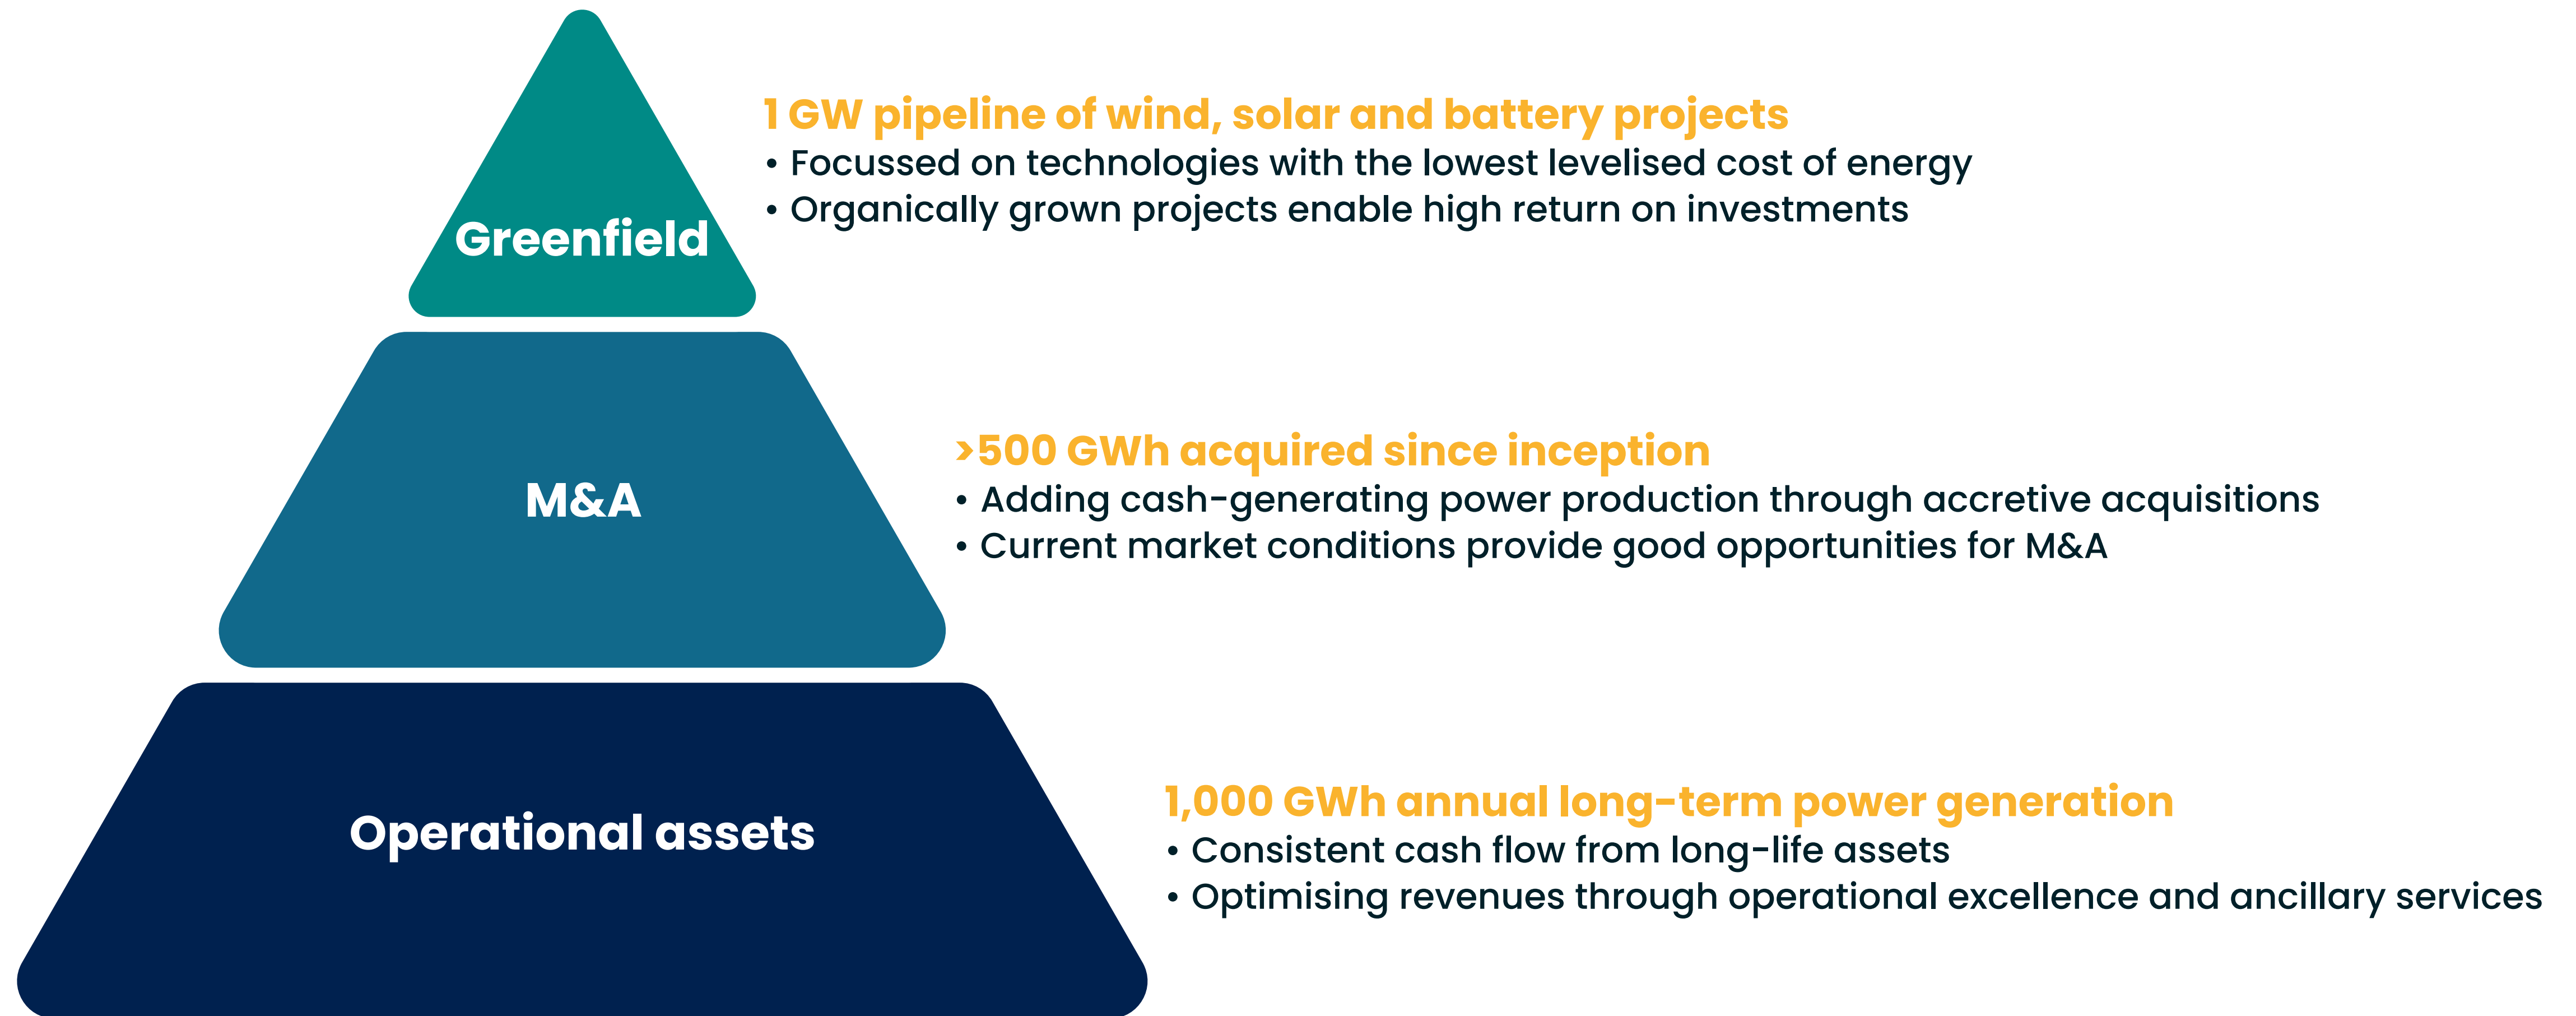 1 GW pipeline of wind, solar and battery projects
• Focussed on technologies with the lowest levelised cost of energy
• Organically grown projects enable high return on investments
Greenfield
>500 GWh acquired since inception
M&A
• Adding cash-generating power production through accretive acquisitions
• Current market conditions provide good opportunities for M&A
1,000 GWh annual long-term power generation
Operational assets
• Consistent cash flow from long-life assets
• Optimising revenues through operational excellence and ancillary services